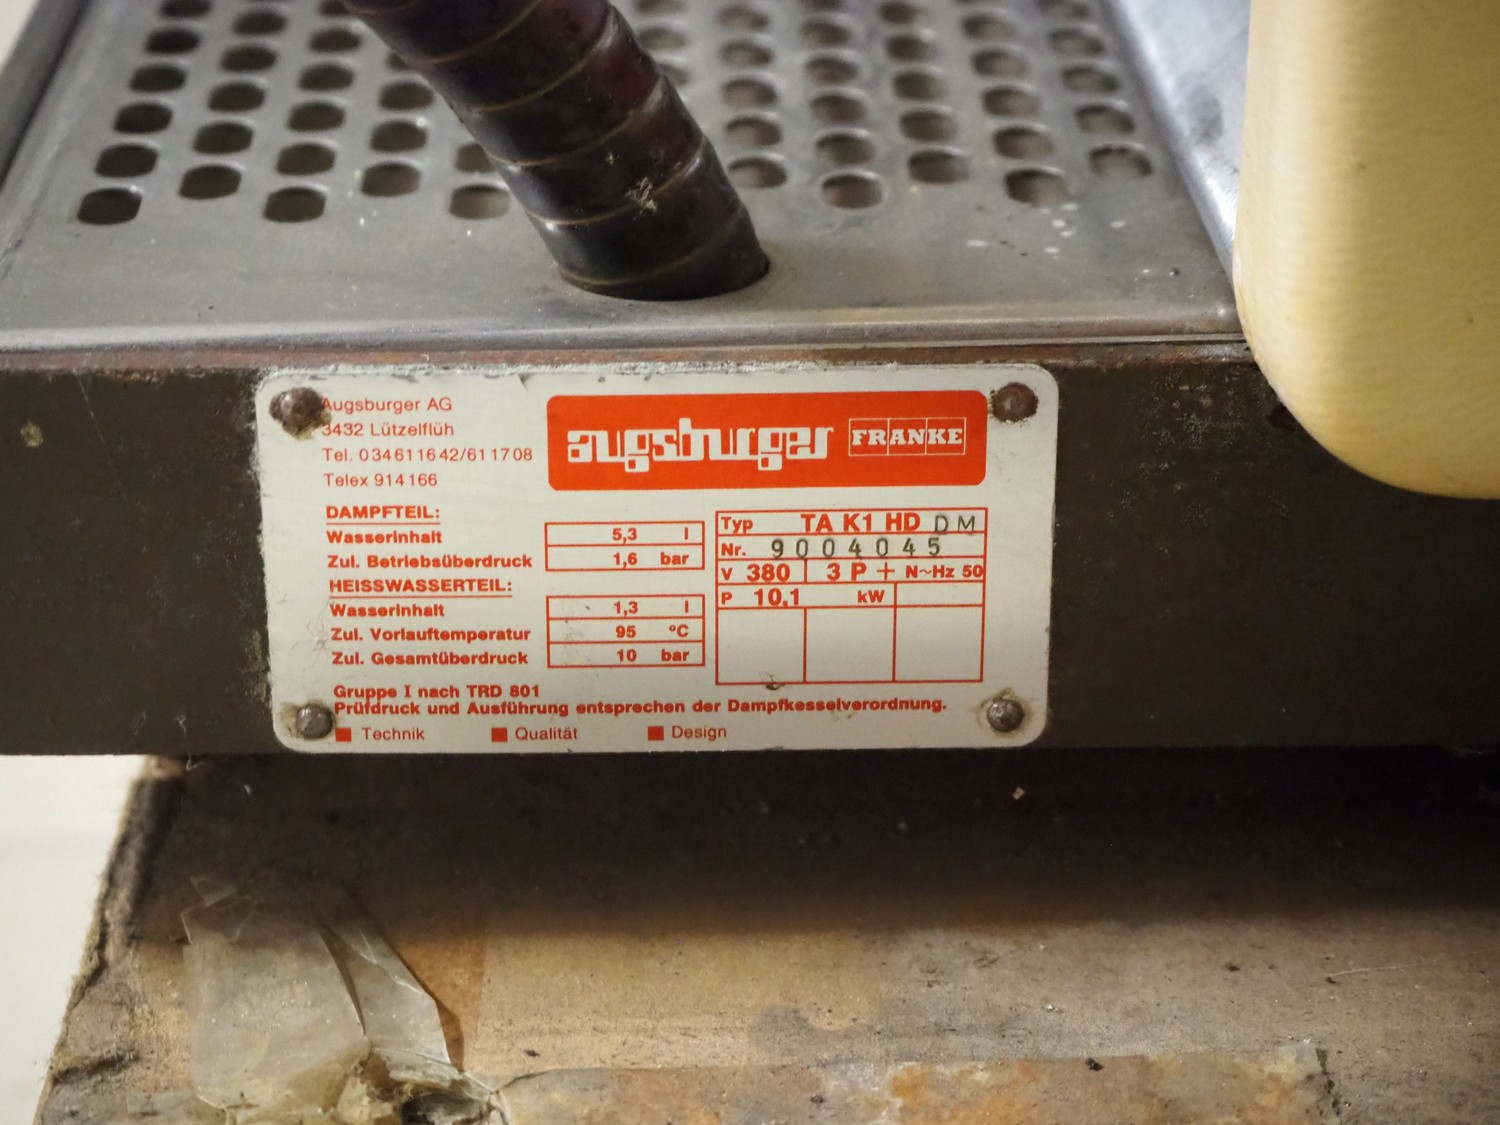 Augsburger AG
3432 Lützelflüh
Tel. 034611642/611708
Telex 914166
augsburger FRANKE
DAMPFTEIL:
Wasserinhalt 5,3 l
Zul. Betriebsüberdruck 1,6 bar
HEISSWASSERTEIL:
Wasserinhalt 1,3 l
Zul. Vorlauftemperatur 95 °C
Zul. Gesamtüberdruck 10 bar
Typ TA K1 HD DM
Nr. 9004045
V 380 3 P + N~Hz 50
P 10,1 kW
Gruppe I nach TRD 801
Prüfdruck und Ausführung entsprechen der Dampfkesselverordnung.
Technik Qualität Design